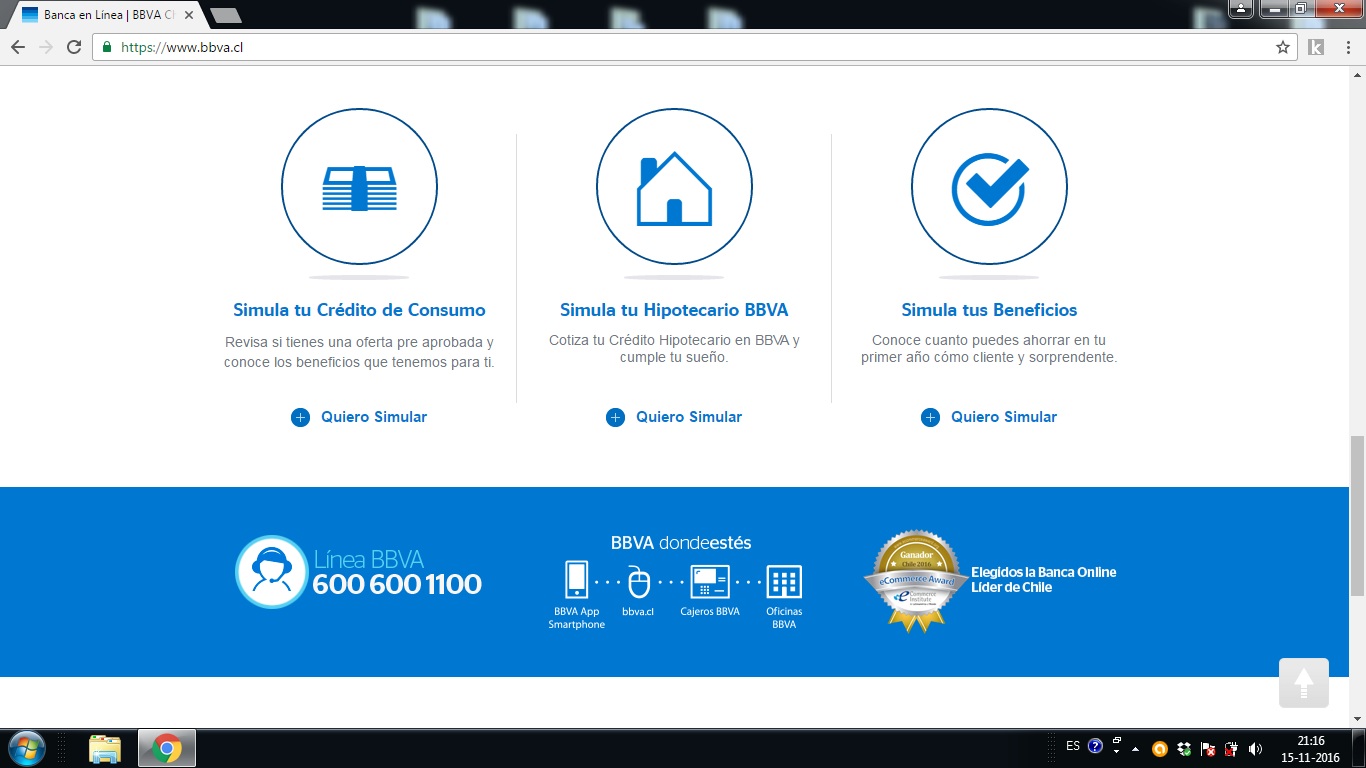 Banca en Línea | BBVA Ch
https://www.bbva.cl
Simula tu Crédito de Consumo
Revisa si tienes una oferta pre aprobada y
conoce los beneficios que tenemos para ti.
Quiero Simular
Simula tu Hipotecario BBVA
Cotiza tu Crédito Hipotecario en BBVA y
cumple tu sueño.
Quiero Simular
Simula tus Beneficios
Conoce cuanto puedes ahorrar en tu
primer año cómo cliente y sorprendente.
Quiero Simular
Línea BBVA
600 600 1100
BBVA dondeestés
BBVA App
Smartphone
bbva.cl
Cajeros BBVA
Oficinas
BBVA
Ganador
Chile 2016
eCommerce Award
eCommerce
Institute
Elegidos la Banca Online
Líder de Chile
ES
21:16
15-11-2016